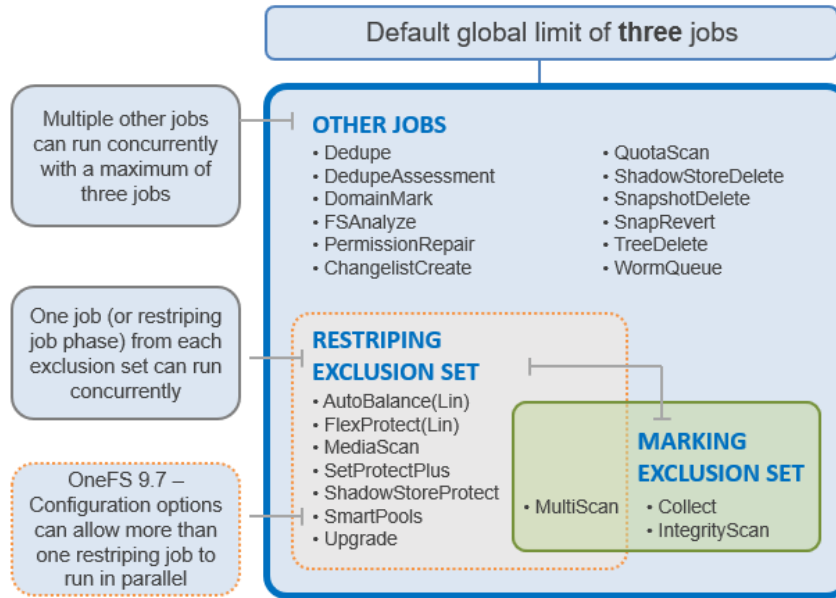 Default global limit of three jobs
Multiple other jobs
can run concurrently
with a maximum of
three jobs
OTHER JOBS
• Dedupe
• DedupeAssessment
• DomainMark
• FSAnalyze
• PermissionRepair
• ChangelistCreate
• QuotaScan
• ShadowStoreDelete
• SnapshotDelete
• SnapRevert
• TreeDelete
• WormQueue
One job (or restriping
job phase) from each
exclusion set can run
concurrently
RESTRIPING
EXCLUSION SET
• AutoBalance(Lin)
• FlexProtect(Lin)
• MediaScan
• SetProtectPlus
• ShadowStoreProtect
• SmartPools
• Upgrade
• MultiScan
MARKING
EXCLUSION SET
• Collect
• IntegrityScan
OneFS 9.7 –
Configuration options
can allow more than
one restriping job to
run in parallel